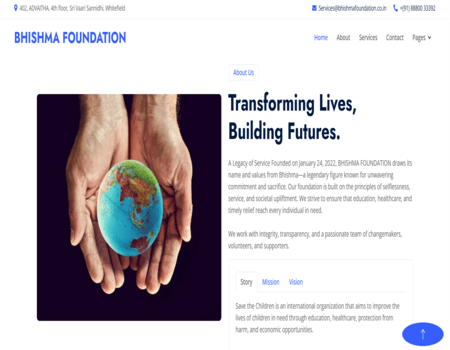 402, ADVAITHA, 4th Floor, Sri Vaari Sannidhi, Whitefield
Services@bhishmafoundation.co.in
+(91) 88800 33392
BHISHMA FOUNDATION
Home About Services Contact Pages
About Us
Transforming Lives,
Building Futures.
A Legacy of Service Founded on January 24, 2022, BHISHMA FOUNDATION draws its
name and values from Bhishma—a legendary figure known for unwavering
commitment and sacrifice. Our foundation is built on the principles of selflessness,
service, and societal upliftment. We strive to ensure that education, healthcare, and
timely relief reach every individual in need.
We work with integrity, transparency, and a passionate team of changemakers,
volunteers, and supporters.
Story Mission Vision
Save the Children is an international organization that aims to improve the
lives of children in need through education, healthcare, protection from
harm, and economic opportunities.